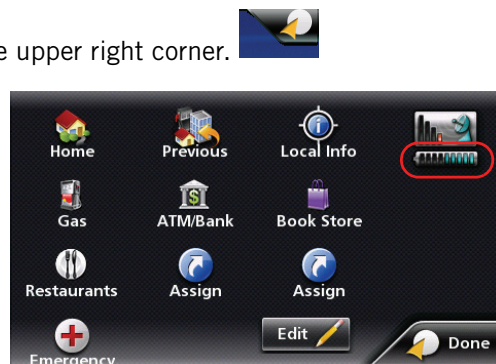 e upper right corner.
Home Previous Local Info
Gas ATM/Bank Book Store
Restaurants Assign Assign
Edit Done
Emergency